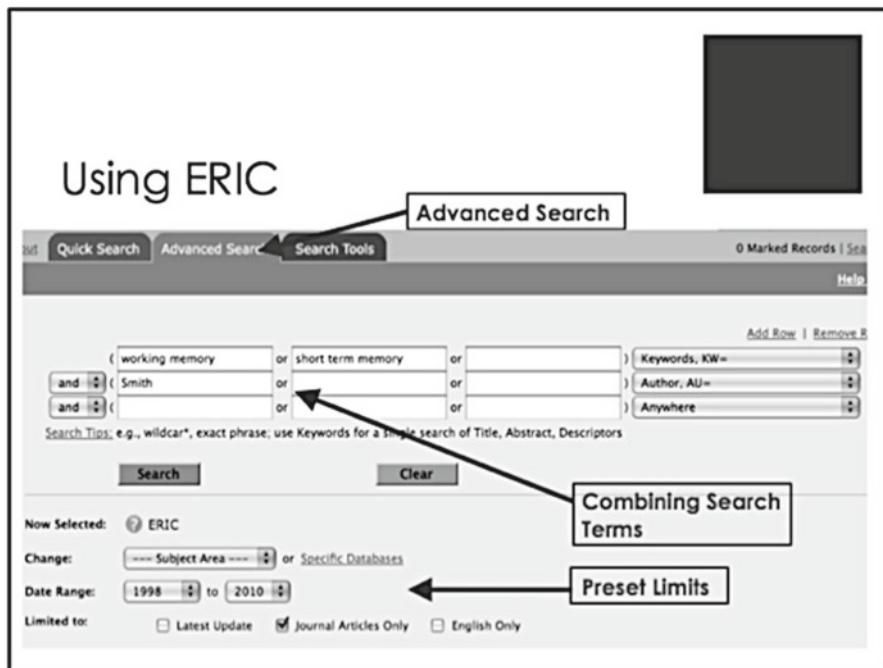 Using ERIC
Advanced Search
Quick Search Advanced Search Search Tools 0 Marked Records |
Help
Add Row | Remove R
( working memory or short term memory or ) Keywords, KW=
and ( Smith or or ) Author, AU=
and ( or or ) Anywhere
Search Tips: e.g., wildcar*, exact phrase; use Keywords for a single search of Title, Abstract, Descriptors
Search Clear
Combining Search
Terms
Now Selected: ? ERIC
Change: --- Subject Area --- or Specific Databases
Preset Limits
Date Range: 1998 to 2010
Limited to: Latest Update Journal Articles Only English Only